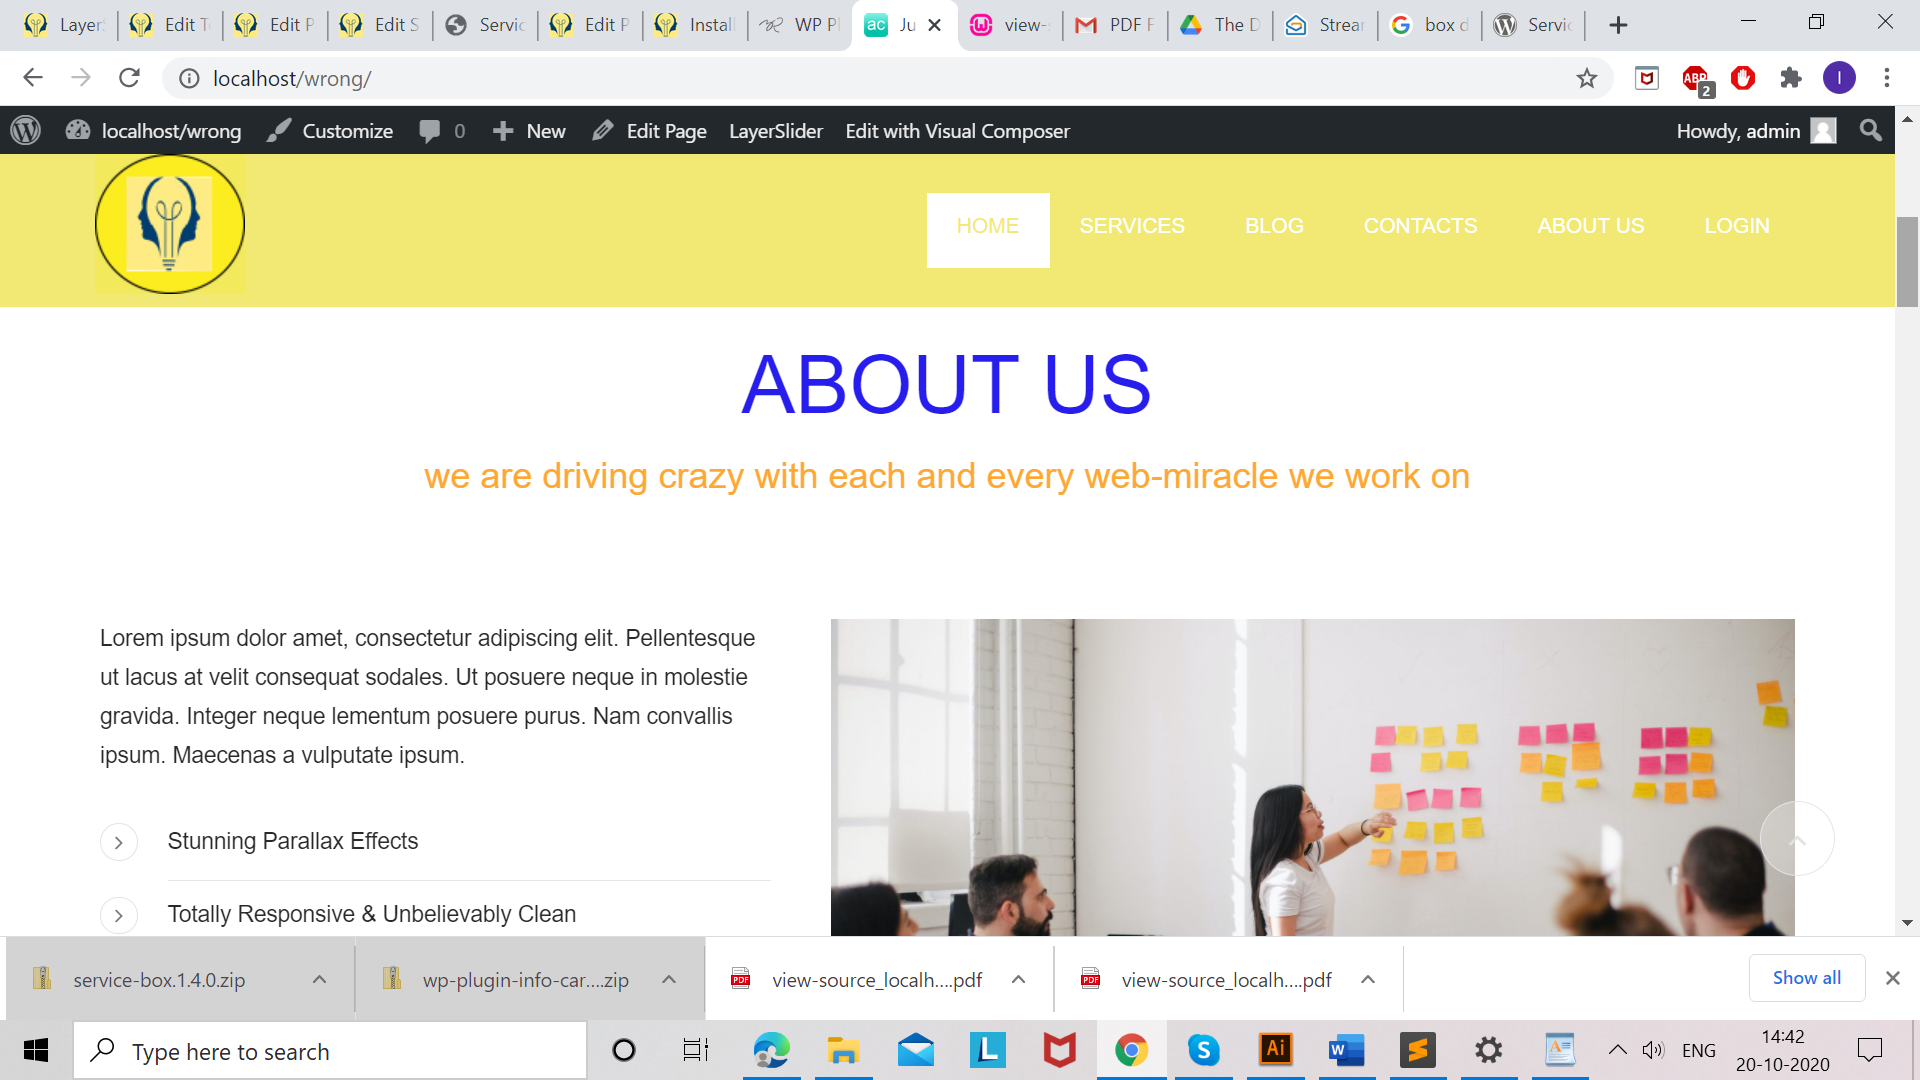 Layer Edit T Edit P Edit S Servic Edit P Install WP Pl Ju view- PDF F The D Strear box d Servic
localhost/wrong/
ABP 2 I
localhost/wrong Customize 0 New Edit Page LayerSlider Edit with Visual Composer Howdy, admin
HOME SERVICES BLOG CONTACTS ABOUT US LOGIN
ABOUT US
we are driving crazy with each and every web-miracle we work on
Lorem ipsum dolor amet, consectetur adipiscing elit. Pellentesque
ut lacus at velit consequat sodales. Ut posuere neque in molestie
gravida. Integer neque lementum posuere purus. Nam convallis
ipsum. Maecenas a vulputate ipsum.
Stunning Parallax Effects
Totally Responsive & Unbelievably Clean
service-box.1.4.0.zip wp-plugin-info-car....zip view-source_localh....pdf view-source_localh....pdf Show all
Type here to search
ENG
14:42
20-10-2020